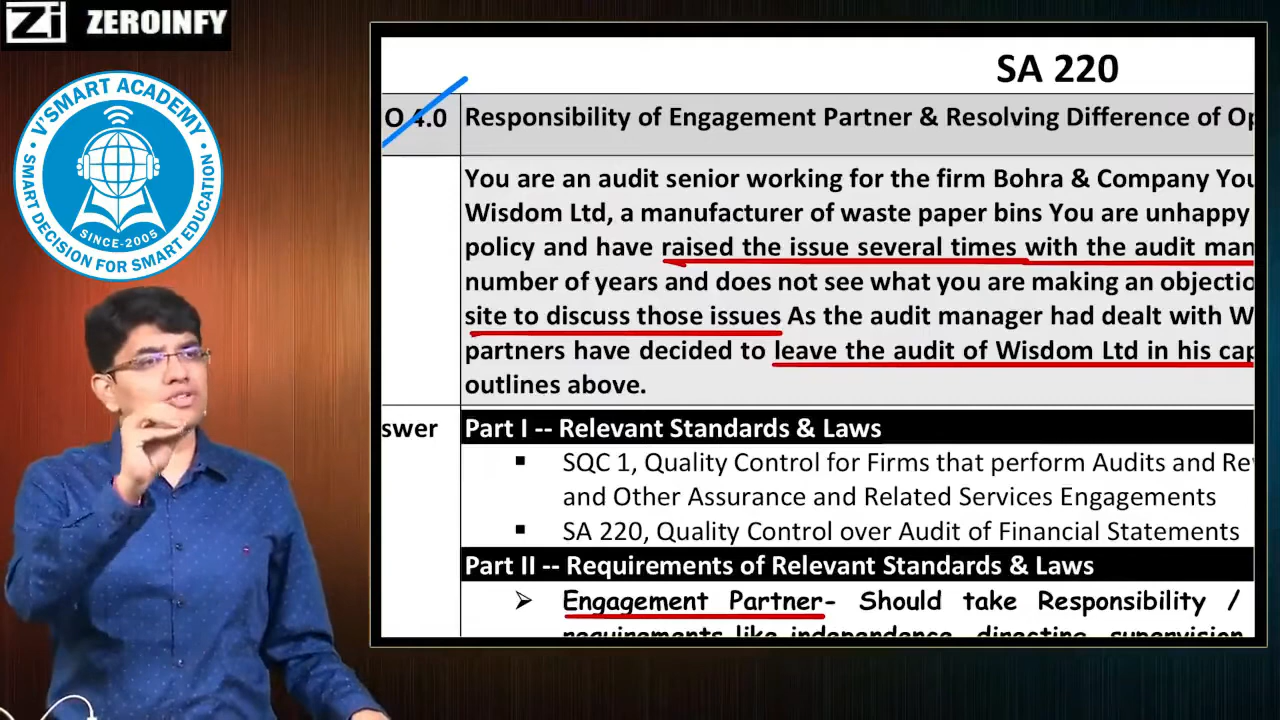 Zi ZEROINFY
V'SMART ACADEMY
SINCE-2005
SMART DECISION FOR SMART EDUCATION
SA 220
O 4.0 Responsibility of Engagement Partner & Resolving Difference of Op
You are an audit senior working for the firm Bohra & Company You
Wisdom Ltd, a manufacturer of waste paper bins You are unhappy
policy and have raised the issue several times with the audit man
number of years and does not see what you are making an objectio
site to discuss those issues As the audit manager had dealt with W
partners have decided to leave the audit of Wisdom Ltd in his cap
outlines above.
swer Part I -- Relevant Standards & Laws
▪ SQC 1, Quality Control for Firms that perform Audits and Rev
and Other Assurance and Related Services Engagements
▪ SA 220, Quality Control over Audit of Financial Statements
Part II -- Requirements of Relevant Standards & Laws
➢ Engagement Partner- Should take Responsibility /
requirements like independence, directing, supervision